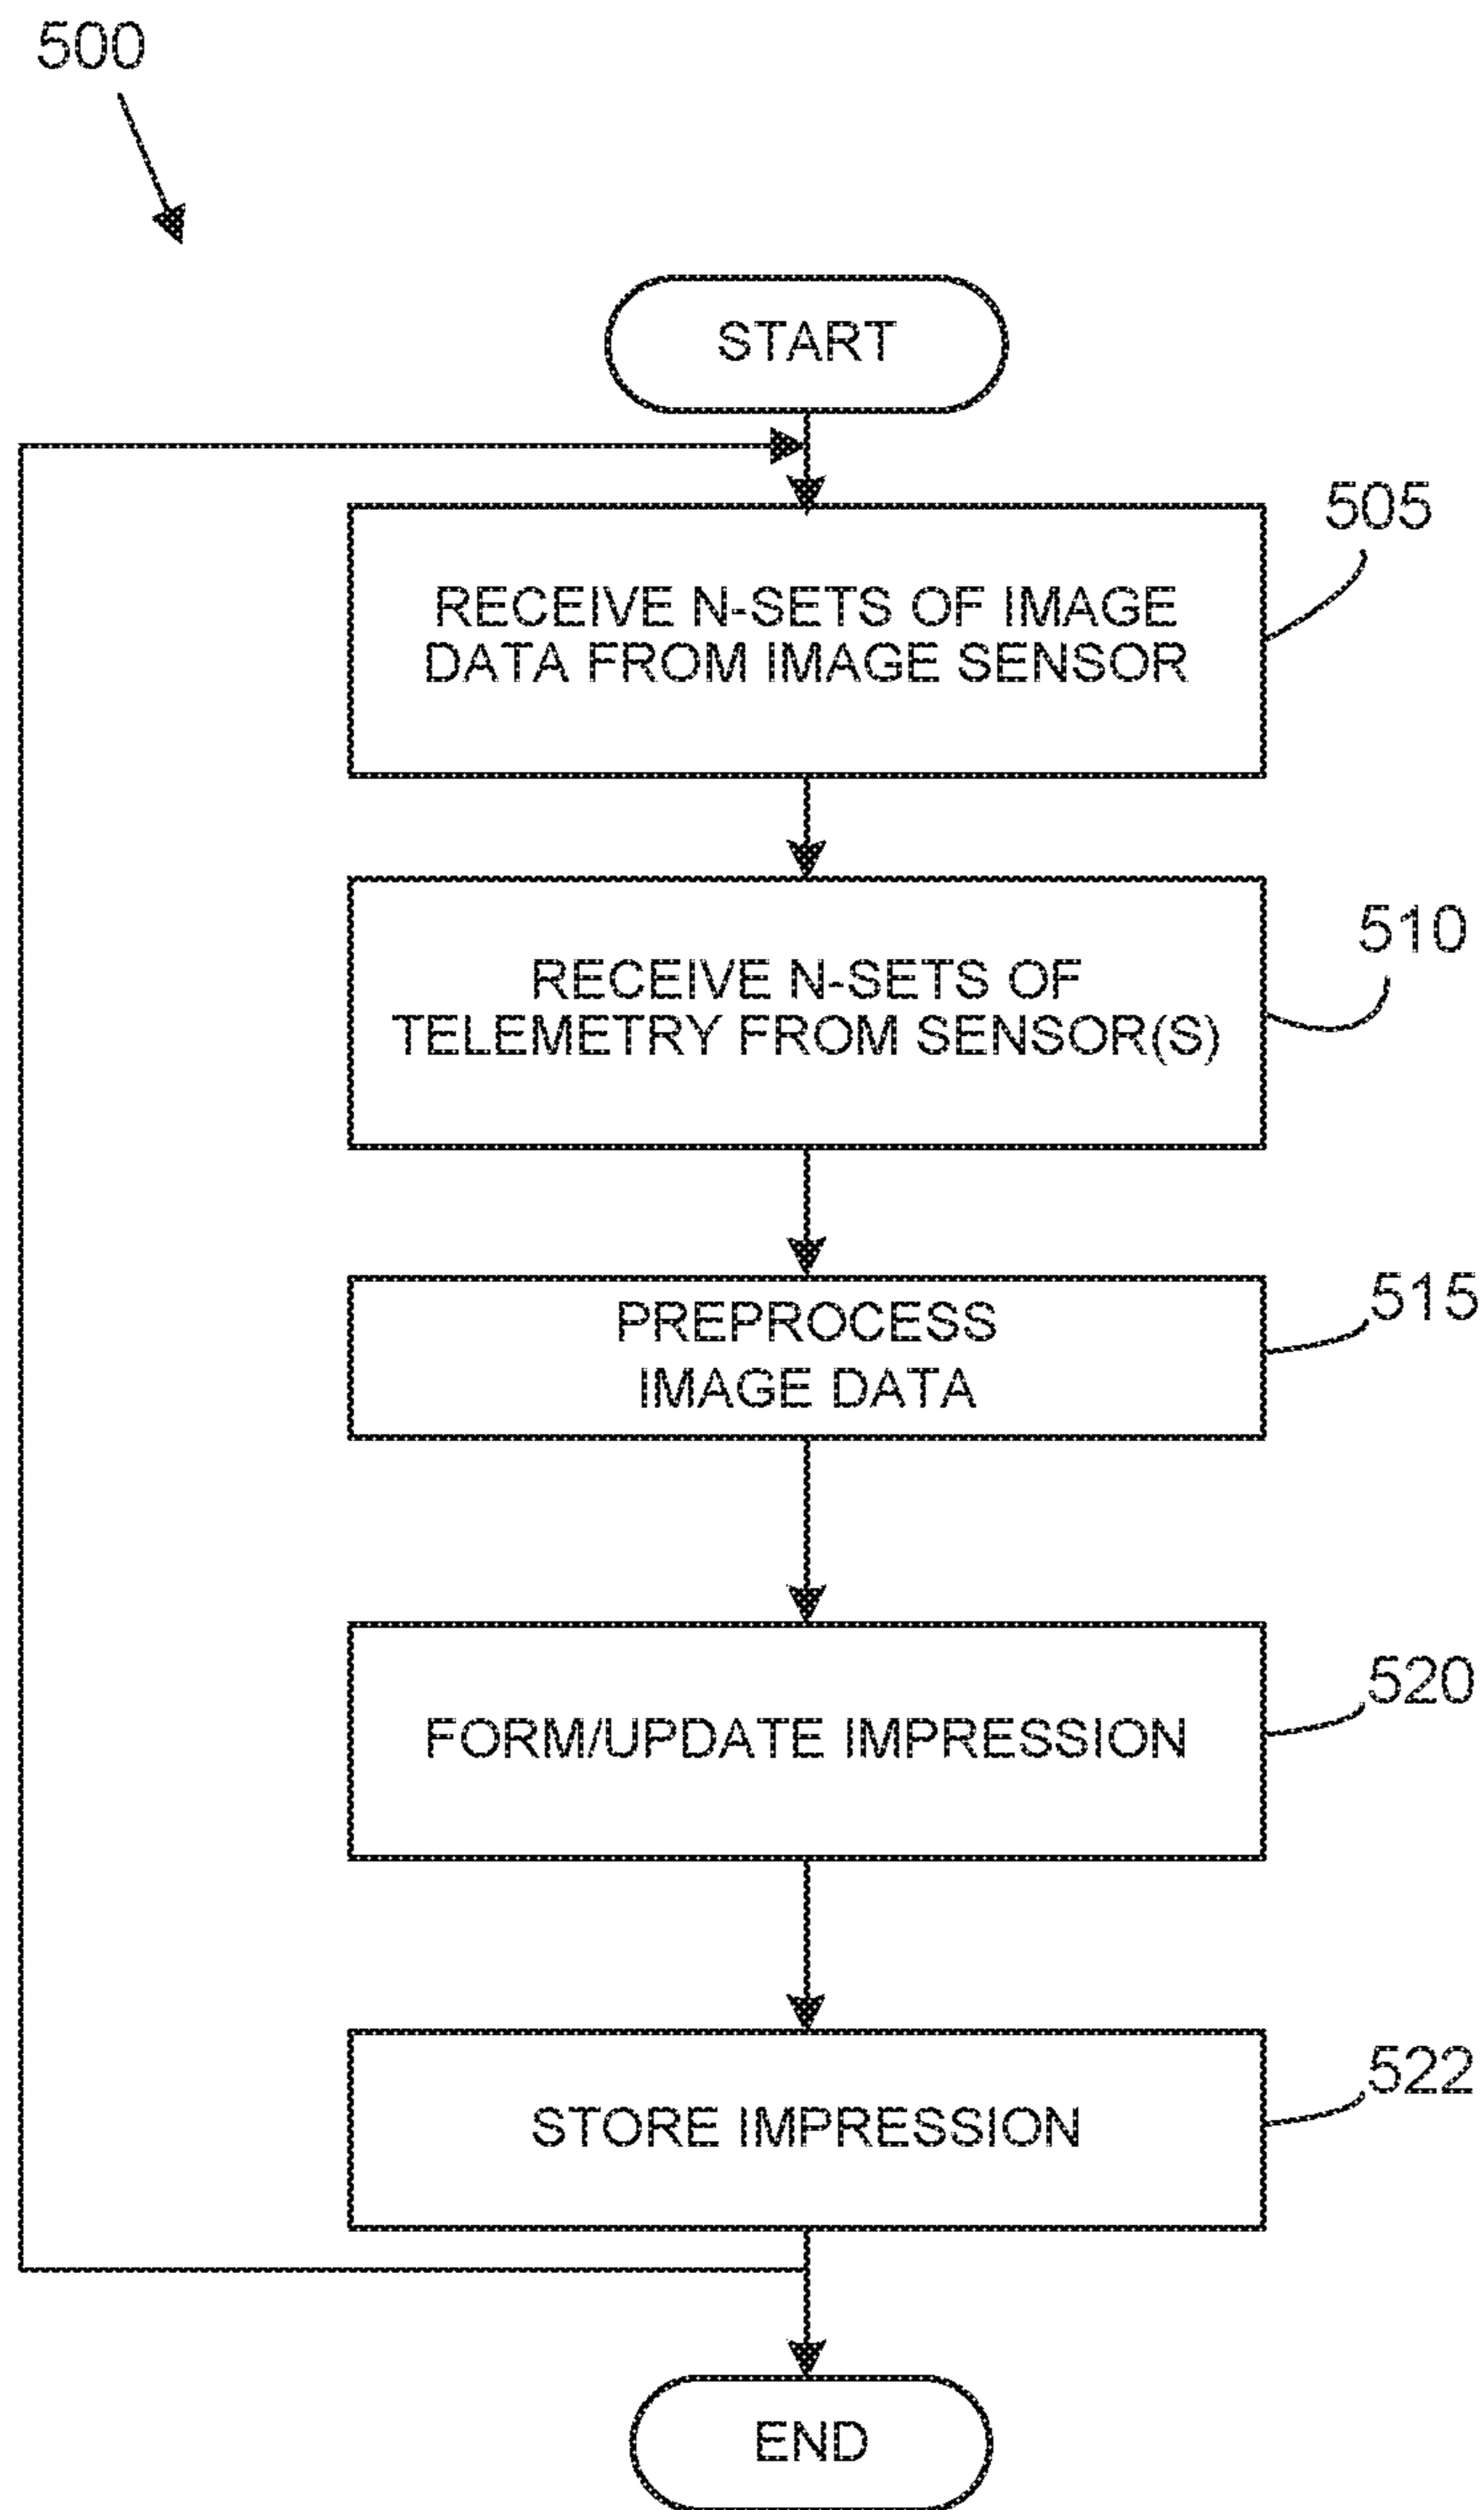 500
START
505
RECEIVE N-SETS OF IMAGE
DATA FROM IMAGE SENSOR
510
RECEIVE N-SETS OF
TELEMETRY FROM SENSOR(S)
515
PREPROCESS
IMAGE DATA
520
FORM/UPDATE IMPRESSION
522
STORE IMPRESSION
END